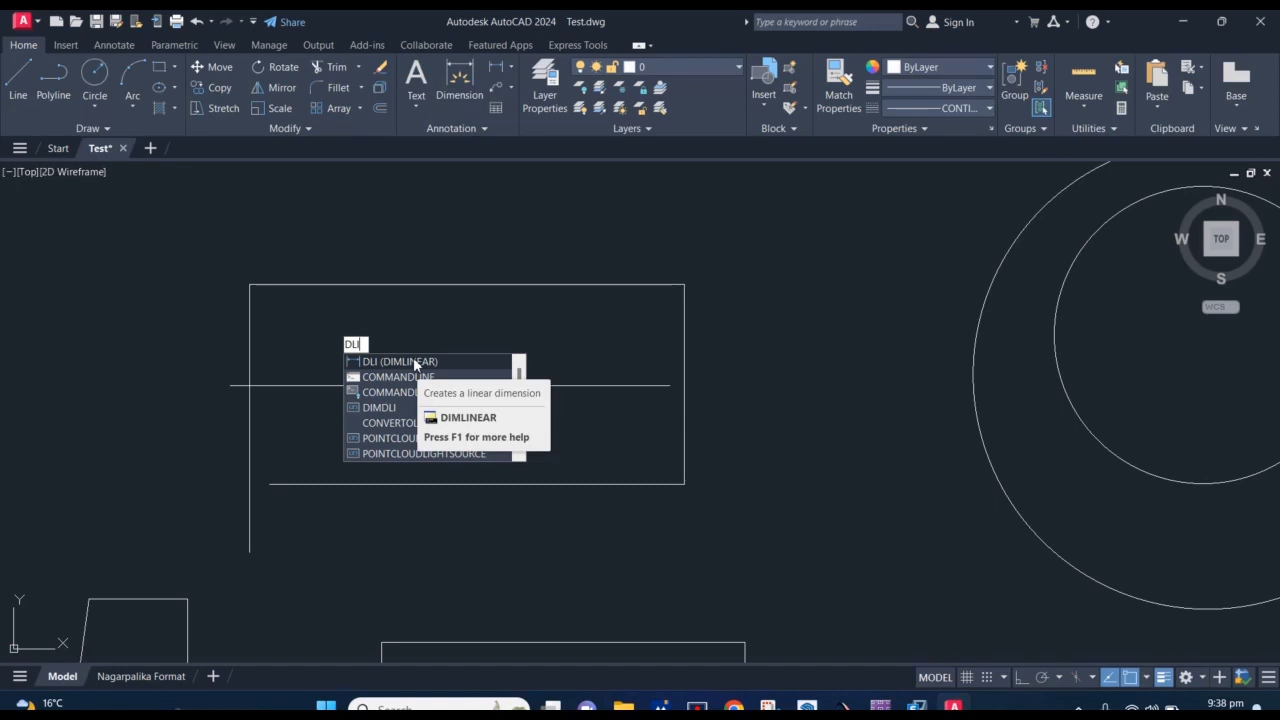 Share
Autodesk AutoCAD 2024 Test.dwg
Type a keyword or phrase
Sign In
Home Insert Annotate Parametric View Manage Output Add-ins Collaborate Featured Apps Express Tools
Move Rotate Trim
Copy Mirror Fillet
Stretch Scale Array
Line Polyline Circle Arc
Text Dimension
Layer
Properties
0
Insert
Match
Properties
ByLayer
ByLayer
CONTI...
Group
Measure
Paste
Base
Draw Modify Annotation Layers Block Properties Groups Utilities Clipboard View
Start Test*
[−][Top][2D Wireframe]
N
W TOP E
S
WCS
DLI
DLI (DIMLINEAR)
COMMANDLINE
DIMDLI
POINTCLOUDLIGHTSOURCE
Creates a linear dimension
DIMLINEAR
Press F1 for more help
Y
X
Model Nagarpalika Format
MODEL
16°C
Search
9:38 pm